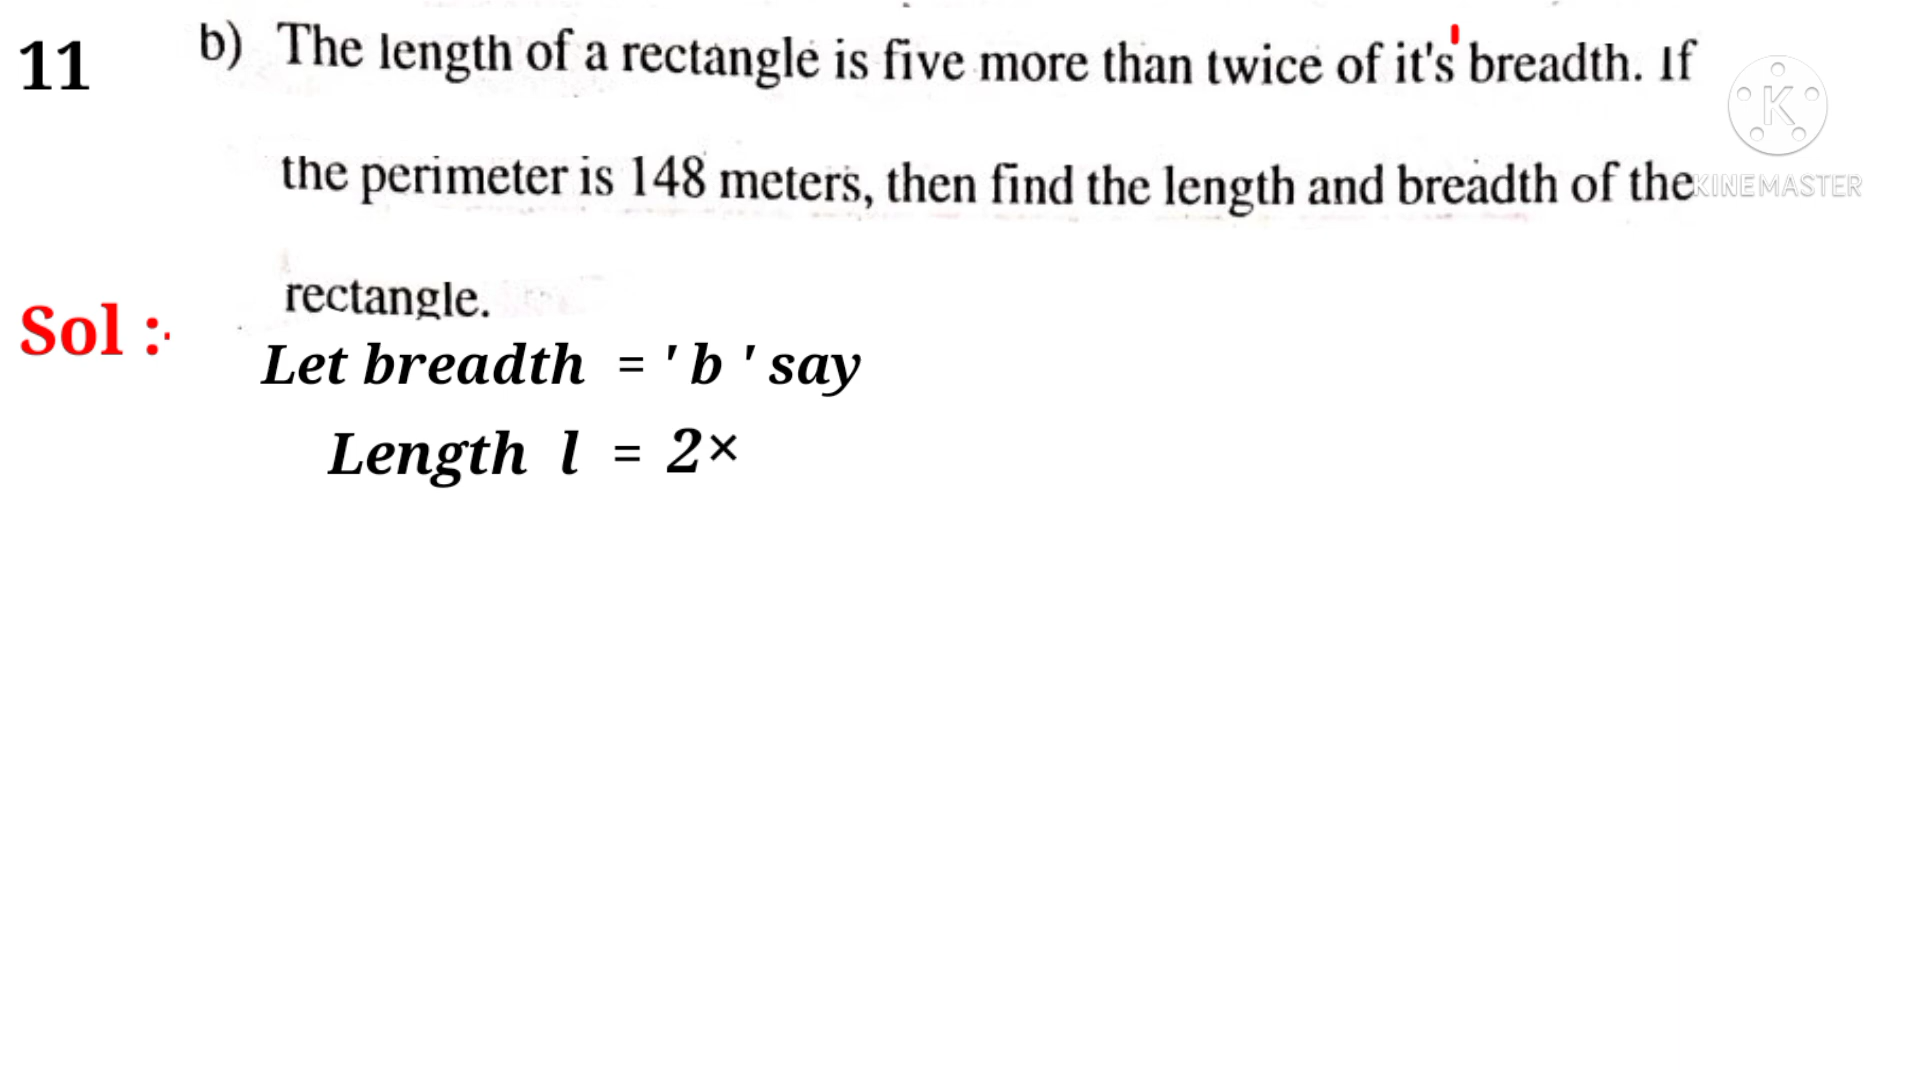 11 b) The length of a rectangle is five more than twice of it's' breadth. If
the perimeter is 148 meters, then find the length and breadth of the
KINEMASTER
rectangle.
Sol :-
Let breadth = ' b ' say
Length l = 2×